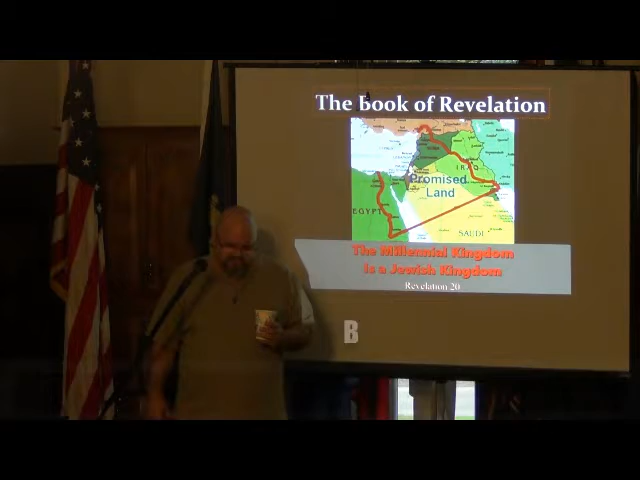 The Book of Revelation
IRAQ
Promised
Land
EGYPT
SAUDI
The Millennial Kingdom
Is a Jewish Kingdom
Revelation 20
B